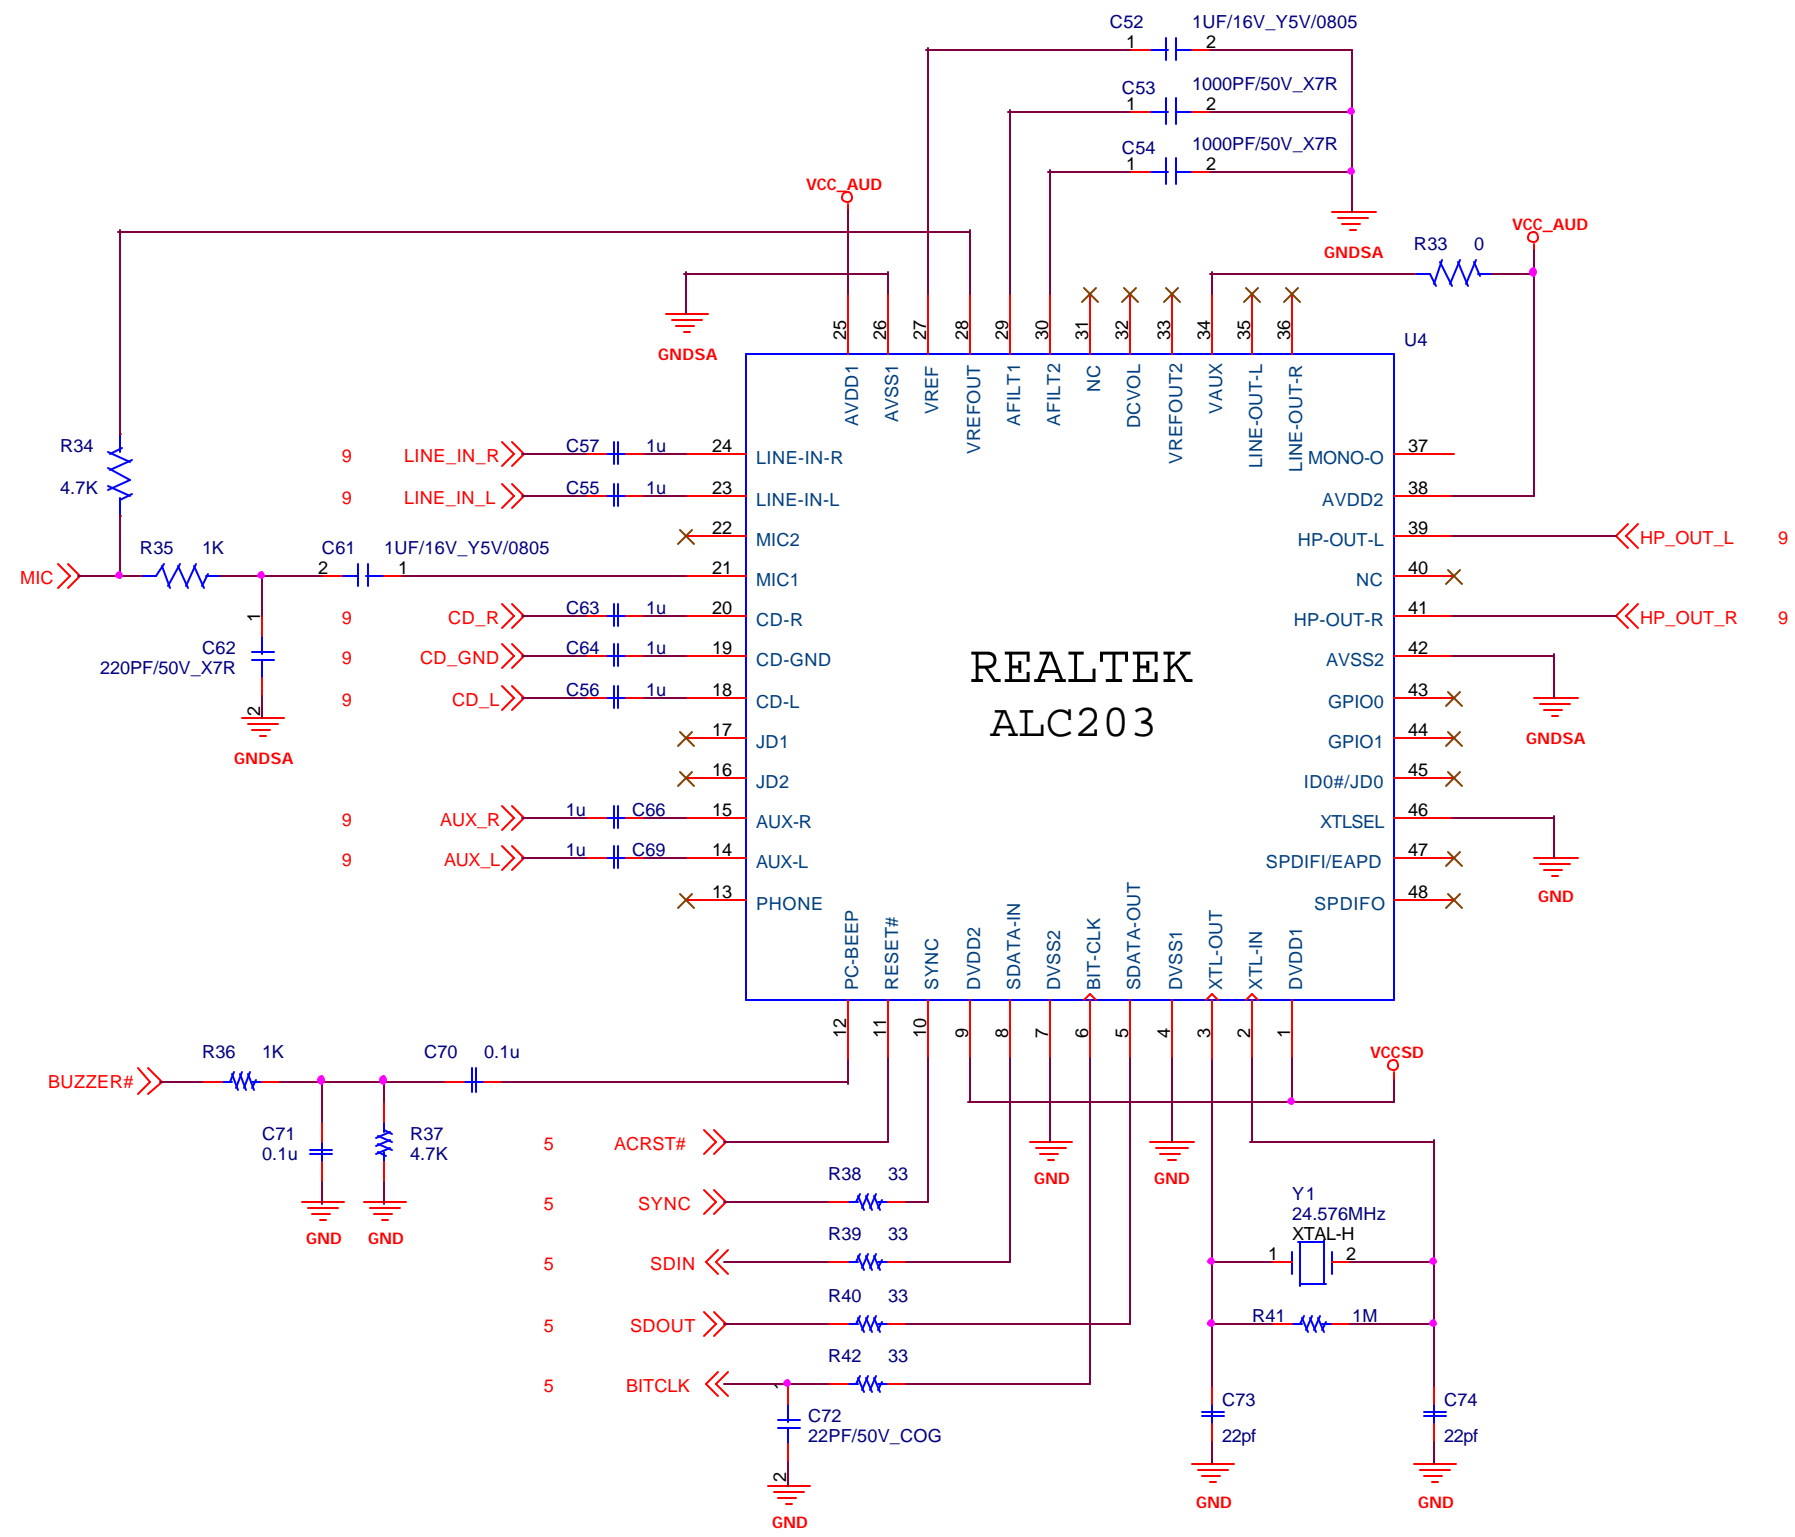 C52 1UF/16V_Y5V/0805
1 2
C53 1000PF/50V_X7R
1 2
C54 1000PF/50V_X7R
1 2
VCC_AUD
GNDSA
VCC_AUD
R33 0
GNDSA
25 26 27 28 29 30 31 32 33 34 35 36
U4
AVDD1 AVSS1 VREF VREFOUT AFILT1 AFILT2 NC DCVOL VREFOUT2 VAUX LINE-OUT-L LINE-OUT-R
R34
4.7K
9 LINE_IN_R C57 1u 24 LINE-IN-R
MONO-O 37
9 LINE_IN_L C55 1u 23 LINE-IN-L
AVDD2 38
22 MIC2
HP-OUT-L 39 HP_OUT_L 9
MIC R35 1K C61 1UF/16V_Y5V/0805
2 1
21 MIC1
NC 40
9 CD_R C63 1u 20 CD-R
HP-OUT-R 41 HP_OUT_R 9
1
C62
220PF/50V_X7R
2
GNDSA
9 CD_GND C64 1u 19 CD-GND
AVSS2 42
REALTEK
ALC203
9 CD_L C56 1u 18 CD-L
GPIO0 43
GNDSA
17 JD1
GPIO1 44
16 JD2
ID0#/JD0 45
9 AUX_R 1u C66 15 AUX-R
XTLSEL 46
9 AUX_L 1u C69 14 AUX-L
SPDIFI/EAPD 47
GND
13 PHONE
SPDIFO 48
PC-BEEP RESET# SYNC DVDD2 SDATA-IN DVSS2 BIT-CLK SDATA-OUT DVSS1 XTL-OUT XTL-IN DVDD1
12 11 10 9 8 7 6 5 4 3 2 1
VCCSD
BUZZER# R36 1K C70 0.1u
C71
0.1u
R37
4.7K
GND GND
5 ACRST#
GND GND
R38 33
5 SYNC
R39 33
5 SDIN
R40 33
5 SDOUT
R42 33
5 BITCLK
1
C72
22PF/50V_COG
2
GND
Y1
24.576MHz
XTAL-H
1 2
R41 1M
C73
22pf
GND
C74
22pf
GND